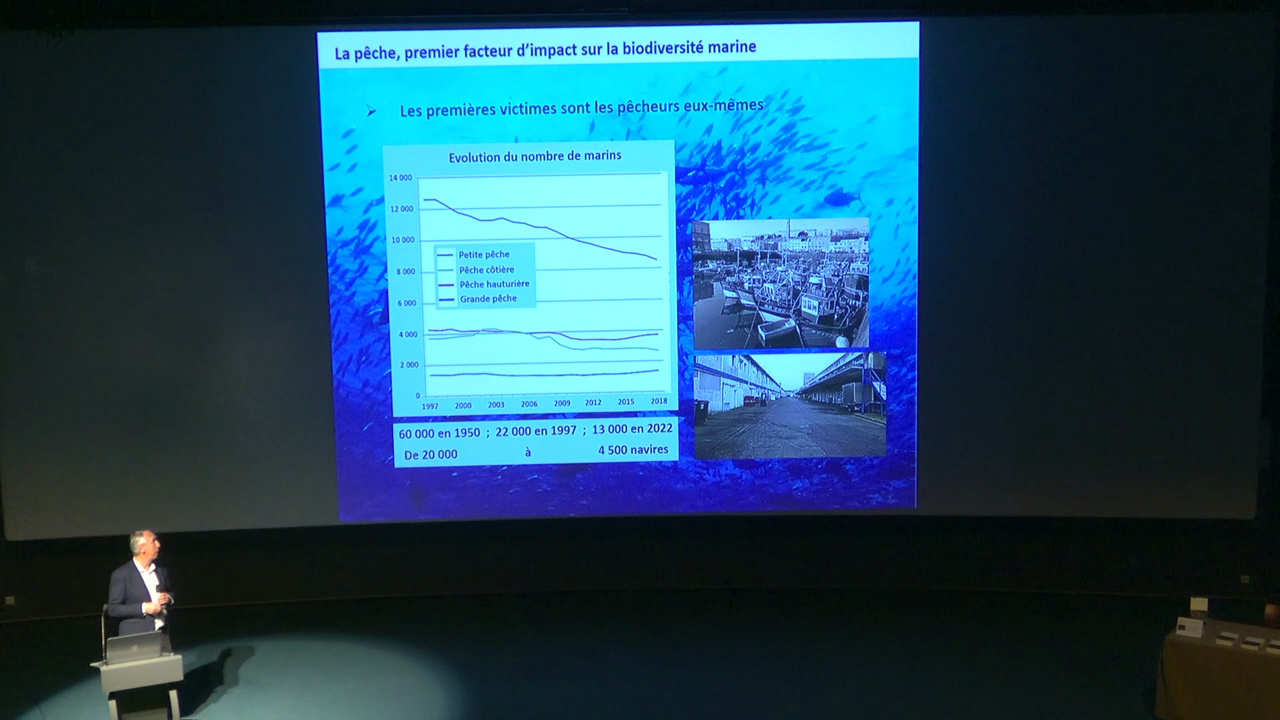 La pêche, premier facteur d'impact sur la biodiversité marine
➢ Les premières victimes sont les pêcheurs eux-mêmes
Evolution du nombre de marins
14 000
12 000
10 000
8 000
6 000
4 000
2 000
0
Petite pêche
Pêche côtière
Pêche hauturière
Grande pêche
1997 2000 2003 2006 2009 2012 2015 2018
60 000 en 1950 ; 22 000 en 1997 ; 13 000 en 2022
De 20 000 à 4 500 navires